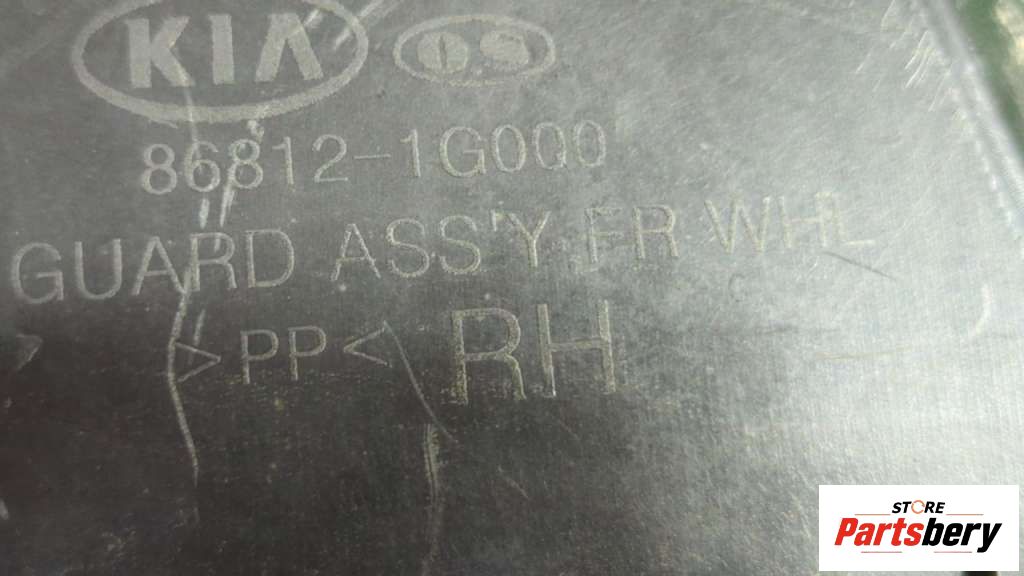 KIA OS
86812-1G000
GUARD ASS'Y FR WHL
>PP< RH
STORE
Partsbery